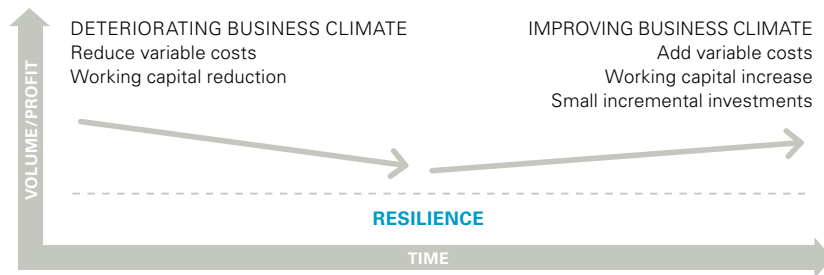 DETERIORATING BUSINESS CLIMATE
Reduce variable costs
Working capital reduction
IMPROVING BUSINESS CLIMATE
Add variable costs
Working capital increase
Small incremental investments
VOLUME/PROFIT
RESILIENCE
TIME